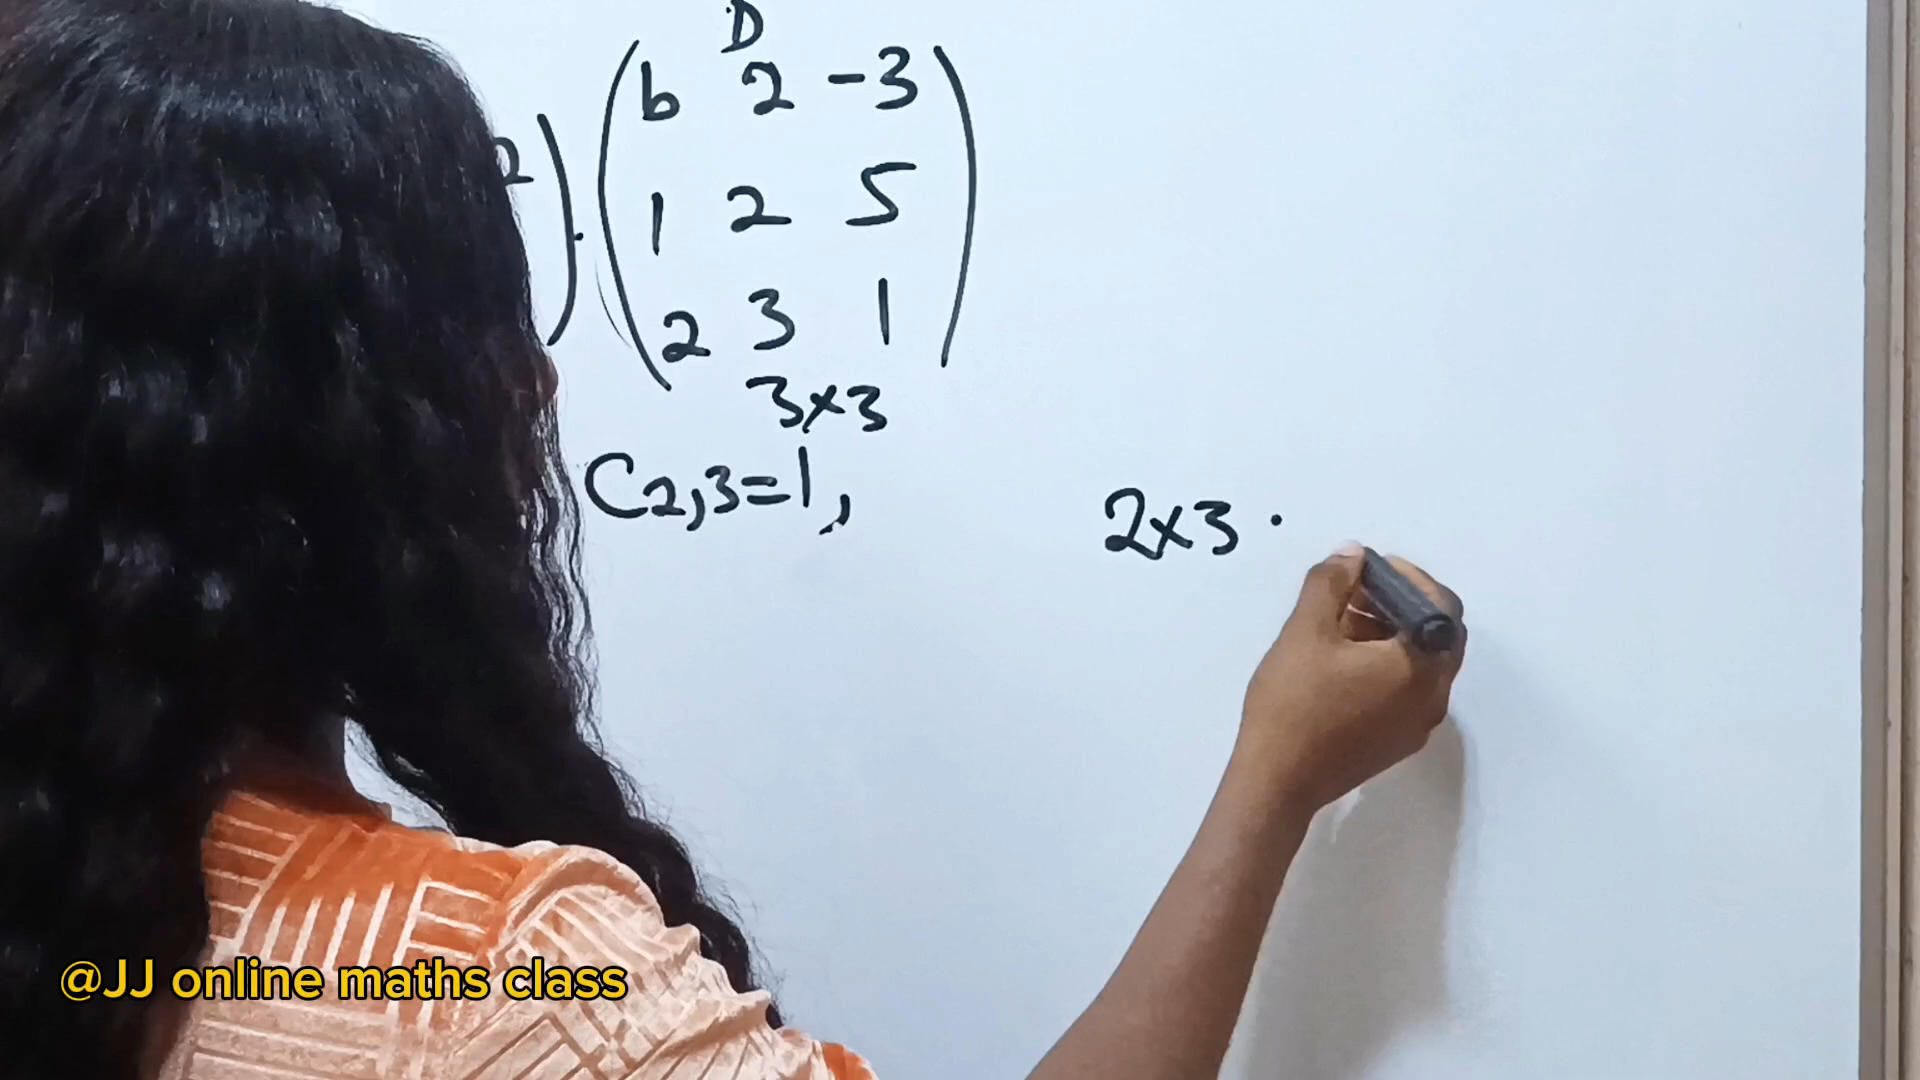 D
b 2 -3
2
1 2 5
2 3 1
3×3
C2,3=1,
2×3 ·
@JJ online maths class